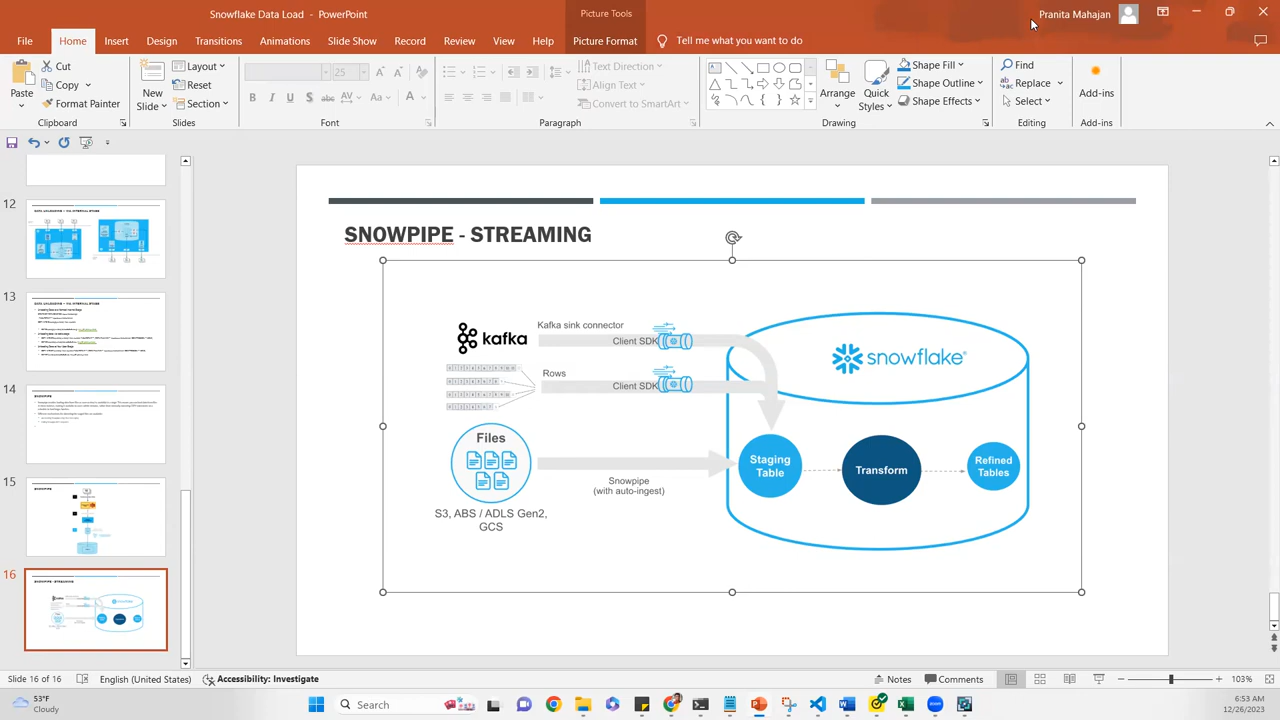 Snowflake Data Load - PowerPoint
Picture Tools
Pranita Mahajan
File
Home
Insert
Design
Transitions
Animations
Slide Show
Record
Review
View
Help
Picture Format
Tell me what you want to do
Paste
Cut
Copy
Format Painter
Clipboard
New
Slide
Layout
Reset
Section
Slides
25
Font
Text Direction
Align Text
Convert to SmartArt
Paragraph
Arrange
Quick
Styles
Shape Fill
Shape Outline
Shape Effects
Drawing
Find
Replace
Select
Editing
Add-ins
Add-ins
12
13
14
15
16
SNOWPIPE - STREAMING
kafka
Kafka sink connector
Client SDK
Rows
Client SDK
Files
S3, ABS / ADLS Gen2,
GCS
Snowpipe
(with auto-ingest)
snowflake
Staging
Table
Transform
Refined
Tables
Slide 16 of 16
English (United States)
Accessibility: Investigate
Notes
Comments
103%
53°F
Cloudy
Search
6:53 AM
12/26/2023